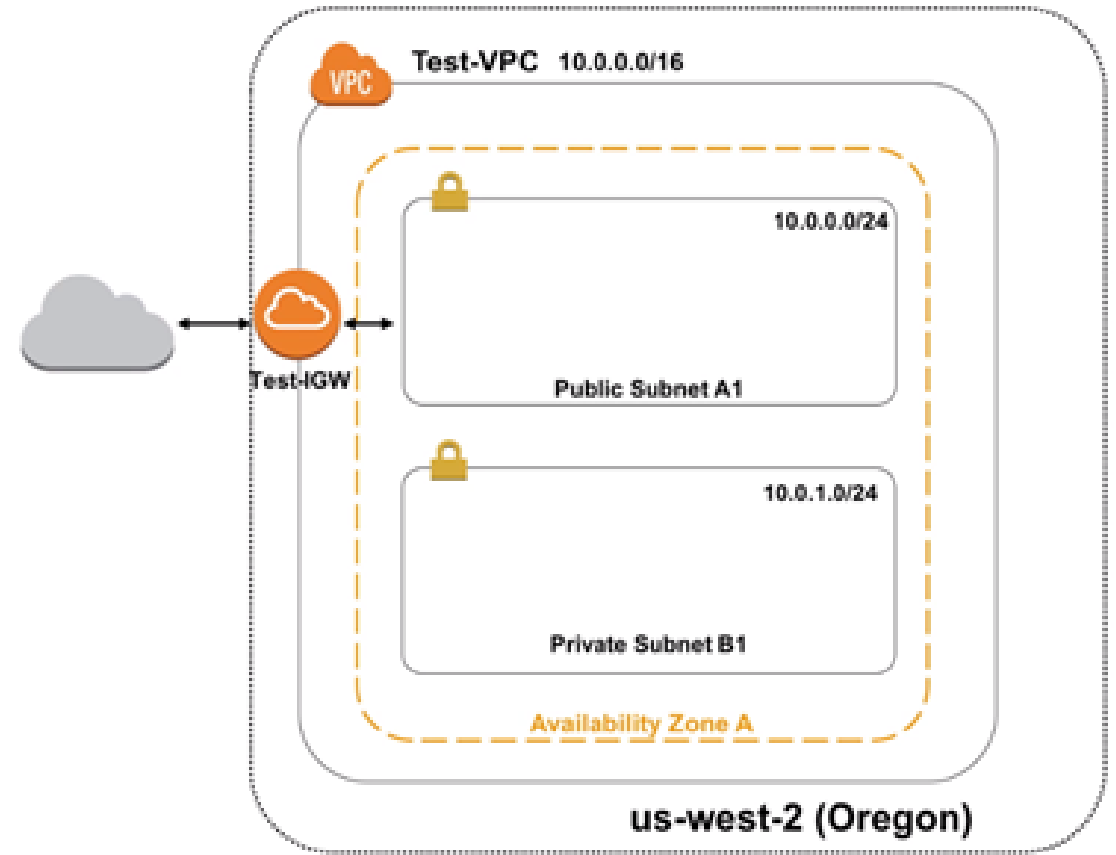 Test-VPC 10.0.0.0/16
VPC
10.0.0.0/24
Test-IGW
Public Subnet A1
10.0.1.0/24
Private Subnet B1
Availability Zone A
us-west-2 (Oregon)